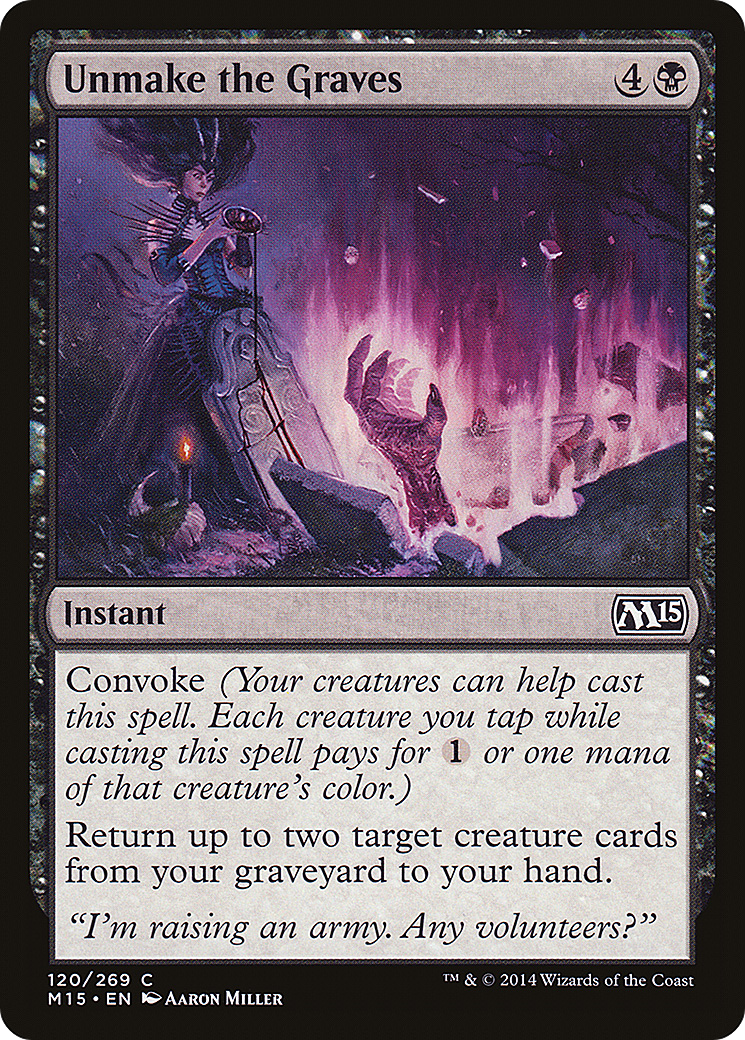 Unmake the Graves 4
Instant M15
Convoke (Your creatures can help cast
this spell. Each creature you tap while
casting this spell pays for 1 or one mana
of that creature's color.)
Return up to two target creature cards
from your graveyard to your hand.
"I'm raising an army. Any volunteers?"
120/269 C
™ & © 2014 Wizards of the Coast
M15 • EN Aaron Miller